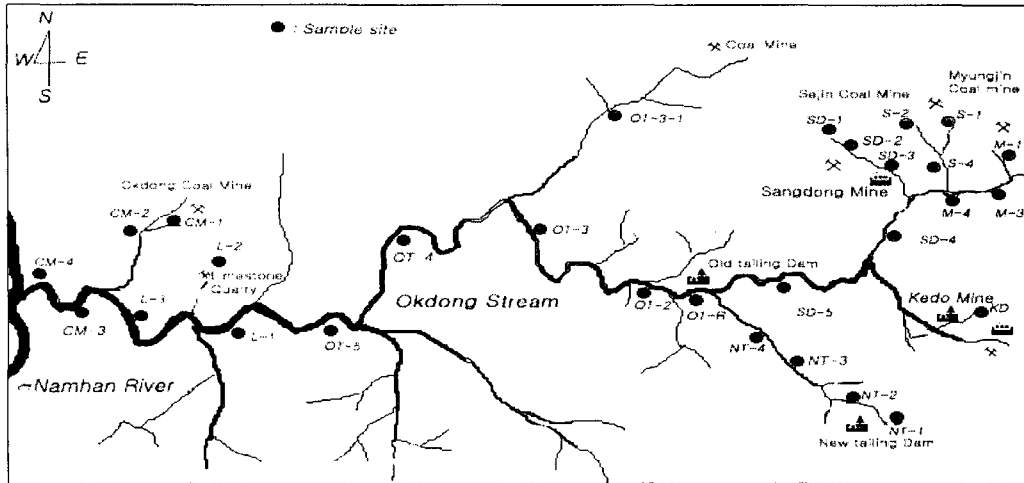 N
W E
S
: Sample site
Coal Mine
Myungjin
Coal mine
Sejin Coal Mine
SD-1
S-2
S-1
SD-2
SD-3
S-4
M-1
OT-3-1
Sangdong Mine
M-4
M-3
Okdong Coal Mine
CM-2
CM-1
L-2
Limestone
Quarry
OT-4
OT-3
SD-4
CM-4
Old tailing Dam
Okdong Stream
OT-2
OT-R
SD-5
Kedo Mine
KD
CM-3
L-3
L-1
OT-5
NT-4
NT-3
Namhan River
NT-2
NT-1
New tailing Dam